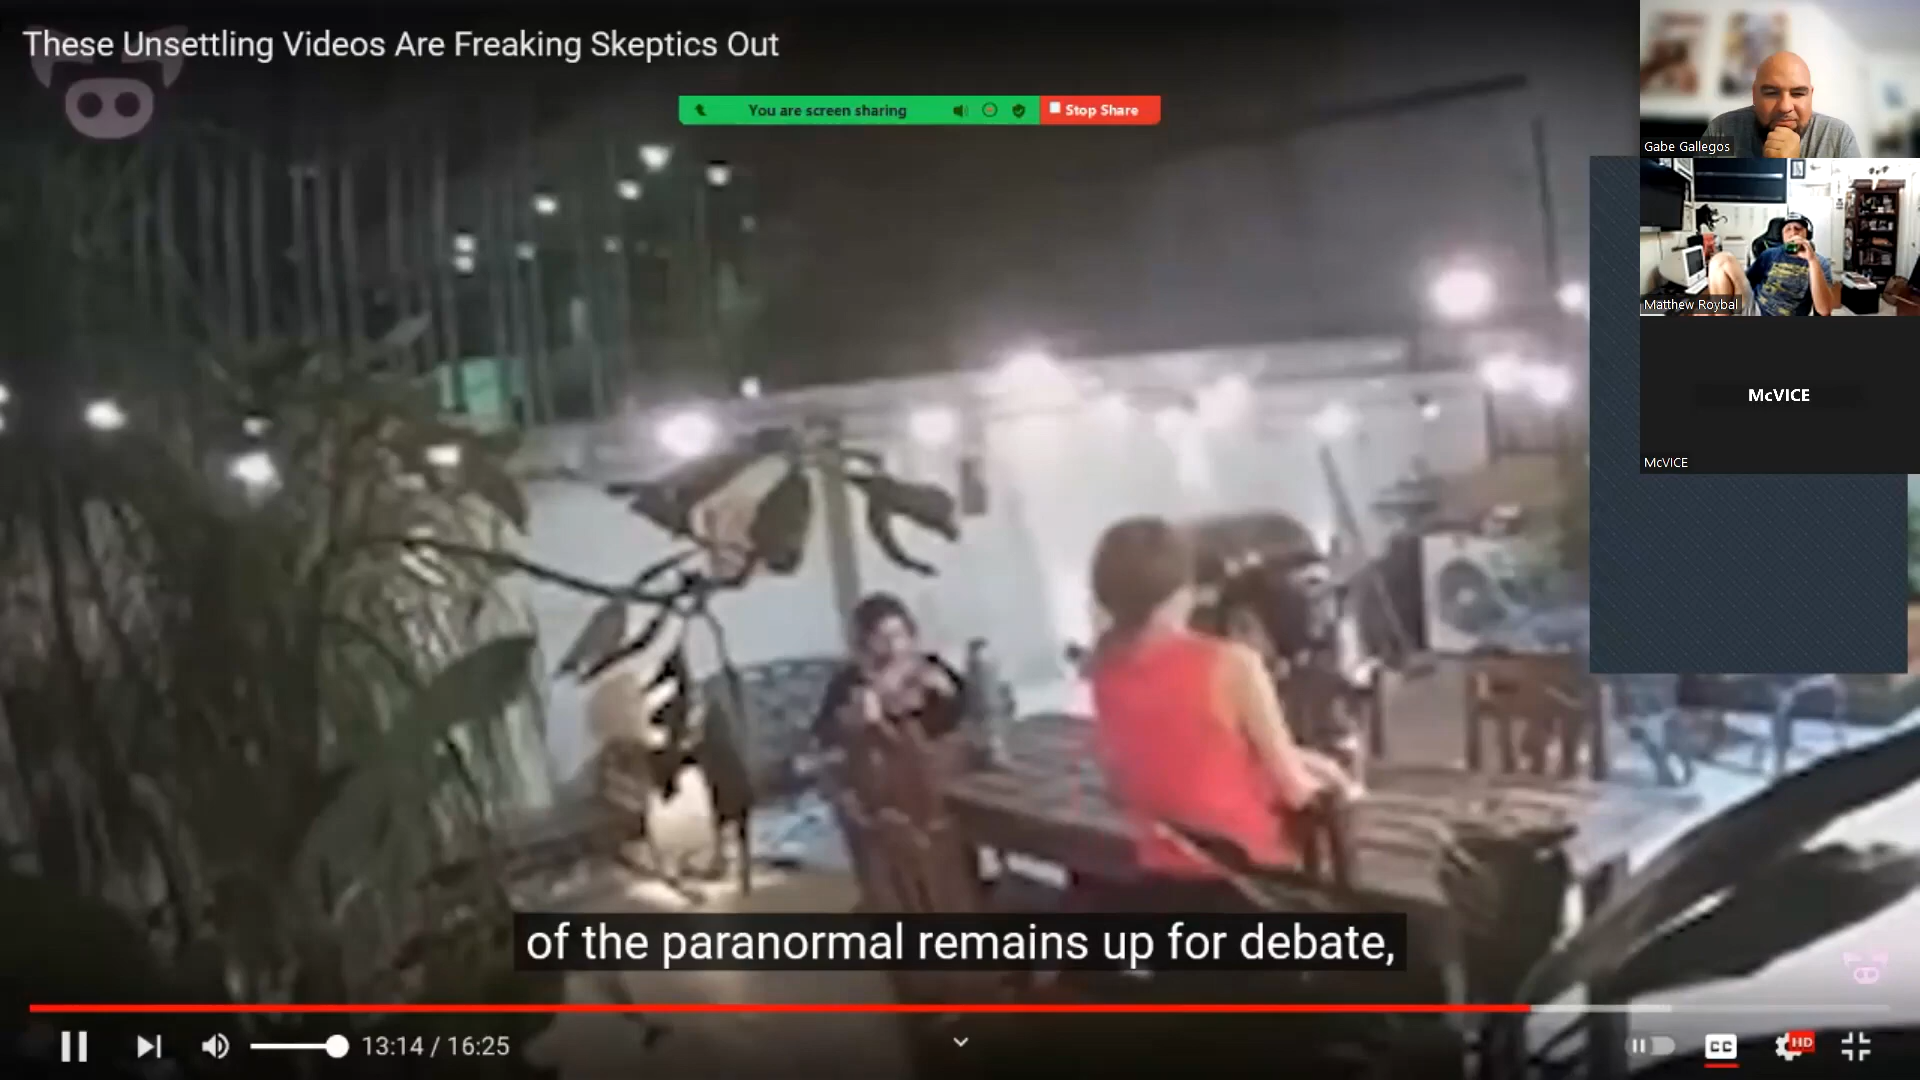 These Unsettling Videos Are Freaking Skeptics Out
You are screen sharing
Stop Share
Gabe Gallegos
Matthew Roybal
McVICE
McVICE
of the paranormal remains up for debate,
13:14 / 16:25
CC
HD